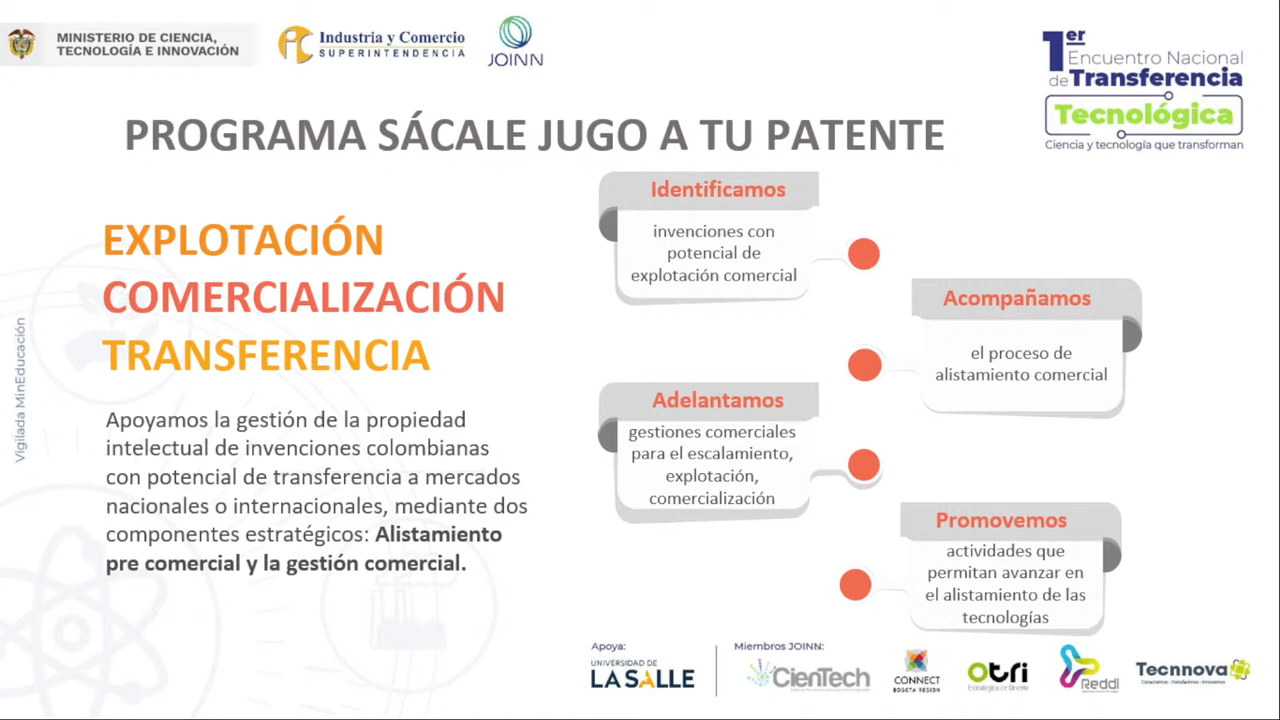 MINISTERIO DE CIENCIA,
TECNOLOGÍA E INNOVACIÓN
Industria y Comercio
SUPERINTENDENCIA
JOINN
1er
Encuentro Nacional
de Transferencia
Tecnológica
Ciencia y tecnología que transforman
PROGRAMA SÁCALE JUGO A TU PATENTE
EXPLOTACIÓN
COMERCIALIZACIÓN
TRANSFERENCIA
Apoyamos la gestión de la propiedad
intelectual de invenciones colombianas
con potencial de transferencia a mercados
nacionales o internacionales, mediante dos
componentes estratégicos: Alistamiento
pre comercial y la gestión comercial.
Vigilada MinEducación
Identificamos
invenciones con
potencial de
explotación comercial
Acompañamos
el proceso de
alistamiento comercial
Adelantamos
gestiones comerciales
para el escalamiento,
explotación,
comercialización
Promovemos
actividades que
permitan avanzar en
el alistamiento de las
tecnologías
Apoya:
UNIVERSIDAD DE
LA SALLE
Miembros JOINN:
CienTech
CONNECT
BOGOTÁ REGIÓN
otri
Estratégica de Oriente
Reddi
Tecnnova